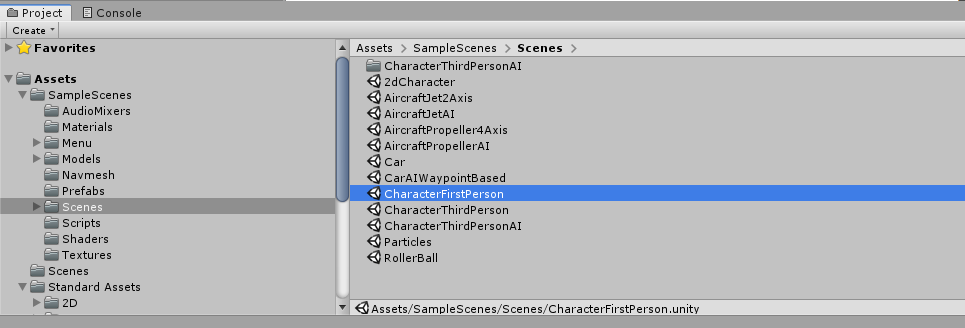 Project
Console
Create
Favorites
Assets
SampleScenes
AudioMixers
Materials
Menu
Models
Navmesh
Prefabs
Scenes
Scripts
Shaders
Textures
Scenes
Standard Assets
2D
Assets > SampleScenes > Scenes >
CharacterThirdPersonAI
2dCharacter
AircraftJet2Axis
AircraftJetAI
AircraftPropeller4Axis
AircraftPropellerAI
Car
CarAIWaypointBased
CharacterFirstPerson
CharacterThirdPerson
CharacterThirdPersonAI
Particles
RollerBall
Assets/SampleScenes/Scenes/CharacterFirstPerson.unity